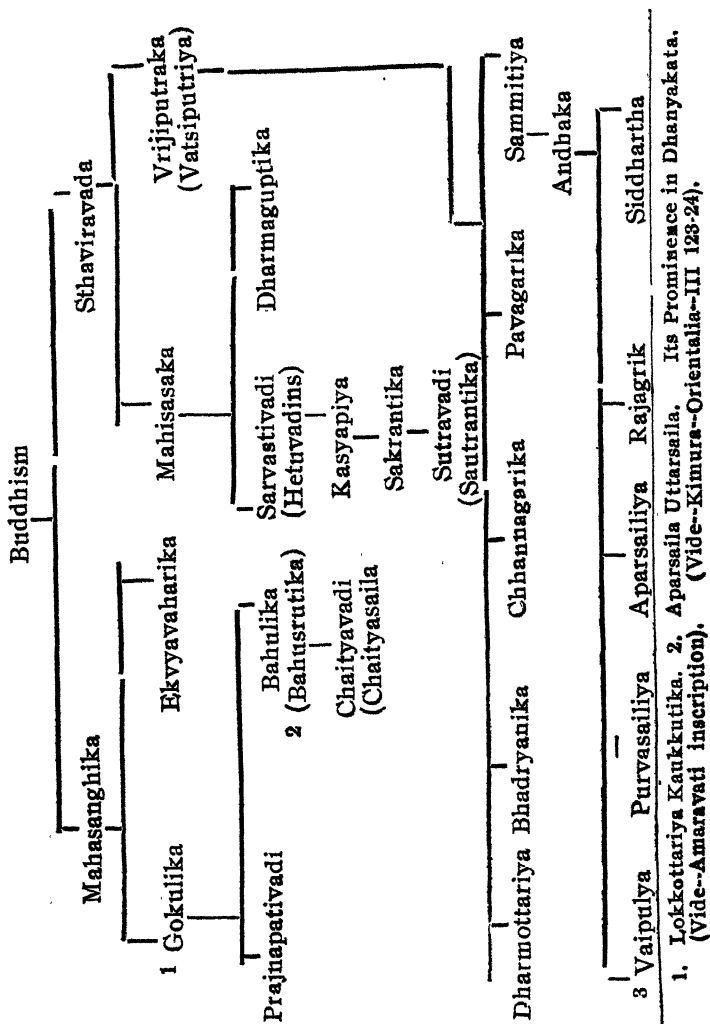 Buddhism
Mahasanghika Sthaviravada
1 Gokulika Ekvyavaharika Mahisasaka Vrijiputraka
(Vatsiputriya)
Prajnapativadi Bahulika Sarvastivadi Dharmaguptika
2 (Bahusrutika) (Hetuvadins)
Chaityavadi Kasyapiya
(Chaityasaila)
Sakrantika
Sutravadi
(Sautrantika)
Dharmottariya Bhadryanika Chhannagarika Pavagarika Sammitiya
Andhaka
3 Vaipulya Purvasailiya Aparsailiya Rajagrik Siddhartha
1. Lokkottariya Kaukkutika. 2. Aparsaila Uttarsaila. Its Prominence in Dhanyakata.
(Vide--Amaravati inscription). (Vide--Kimura--Orientalia--III 123-24).